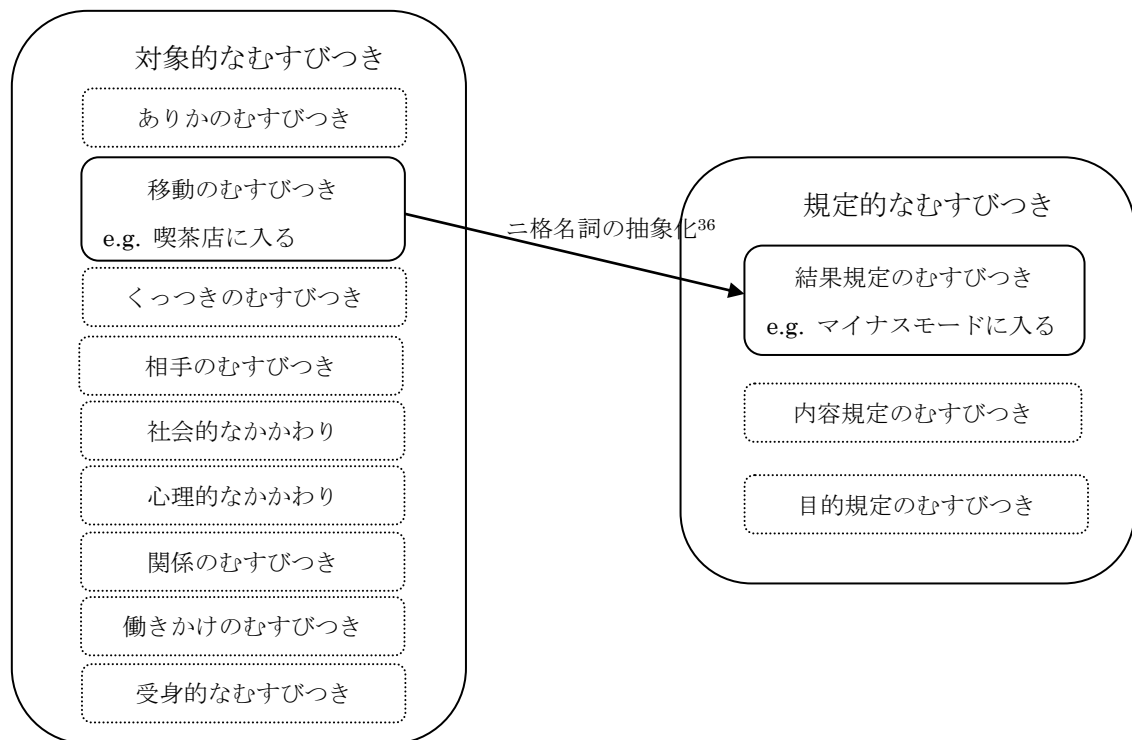 対象的なむすびつき
ありかのむすびつき
移動のむすびつき
e.g. 喫茶店に入る
くっつきのむすびつき
相手のむすびつき
社会的なかかわり
心理的なかかわり
関係のむすびつき
働きかけのむすびつき
受身的なむすびつき
ニ格名詞の抽象化36
規定的なむすびつき
結果規定のむすびつき
e.g. マイナスモードに入る
内容規定のむすびつき
目的規定のむすびつき